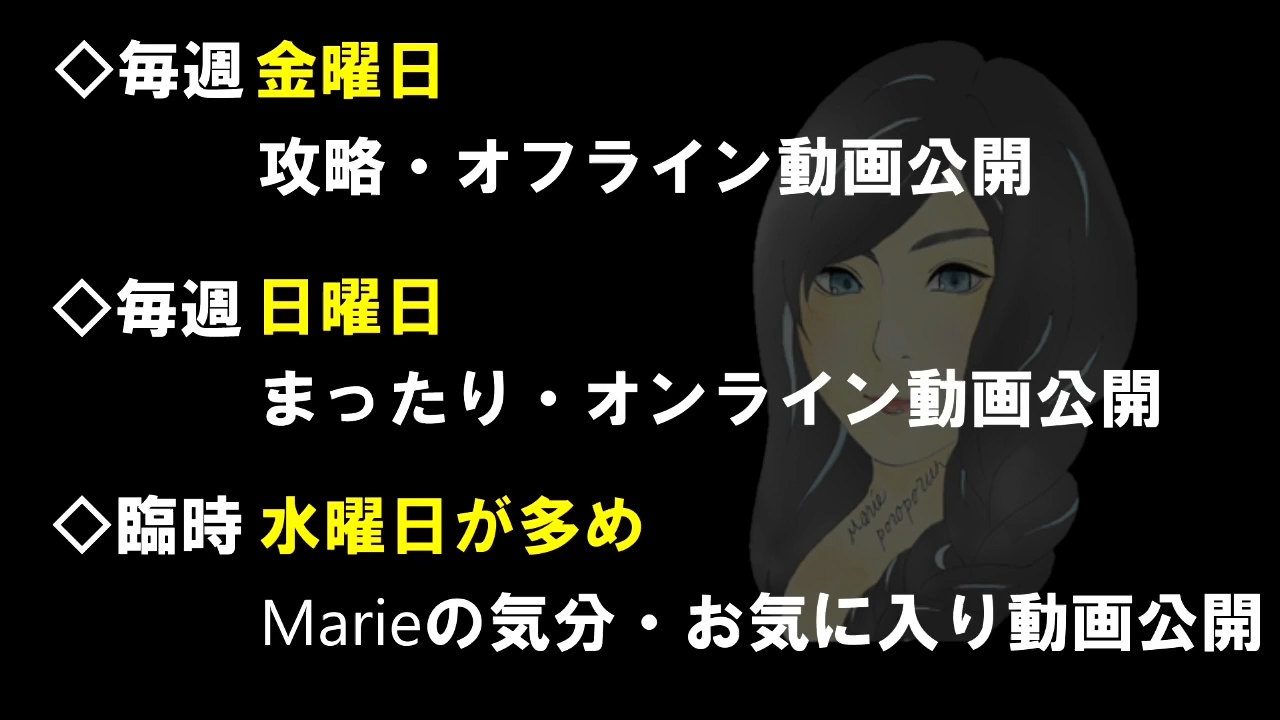 ◇毎週 金曜日
攻略・オフライン動画公開
◇毎週 日曜日
まったり・オンライン動画公開
◇臨時 水曜日が多め
Marieの気分・お気に入り動画公開
Marie